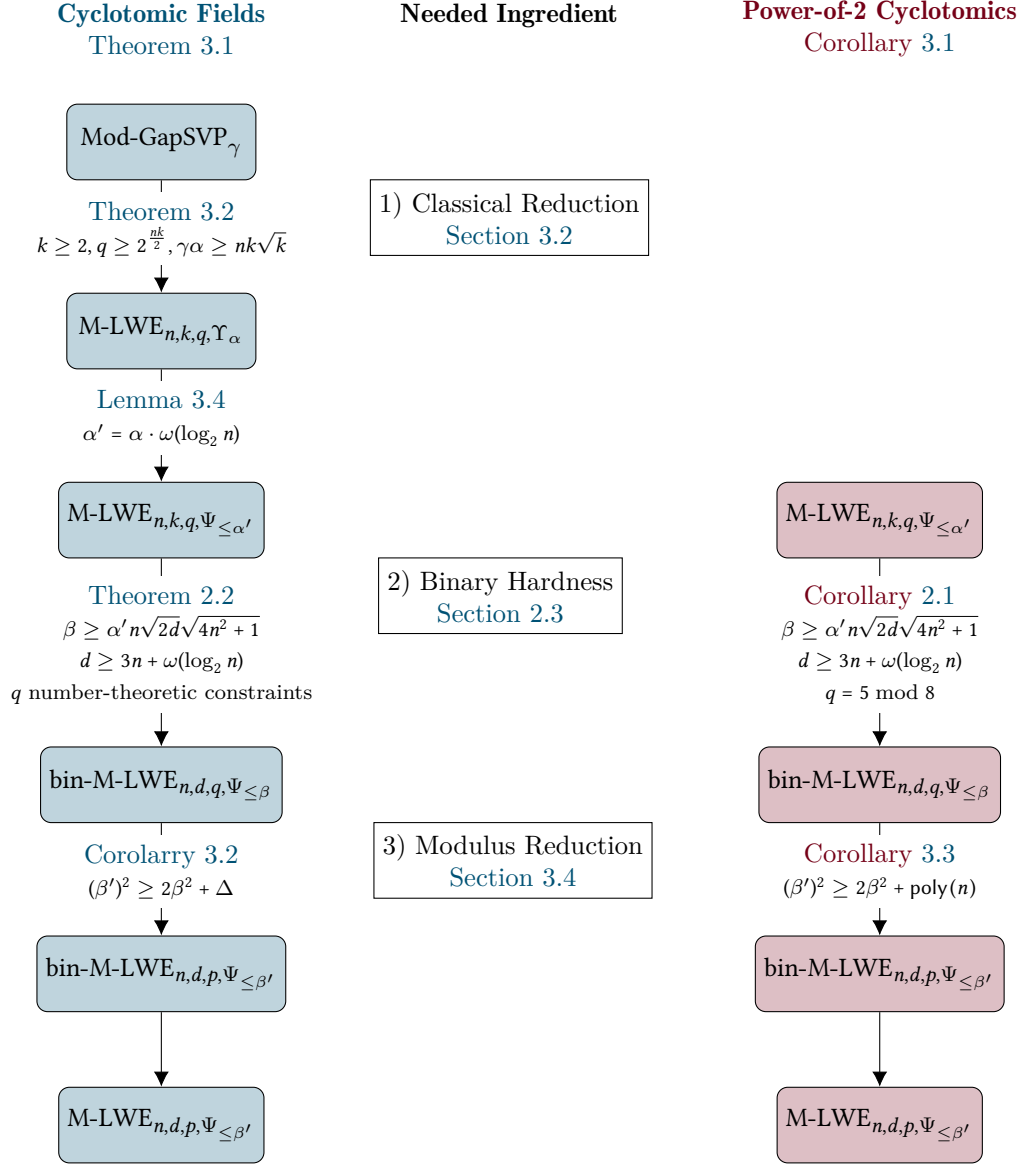 Cyclotomic Fields
Theorem 3.1
Needed Ingredient
Power-of-2 Cyclotomics
Corollary 3.1
Mod-GapSVP_γ
Theorem 3.2
k ≥ 2, q ≥ 2^{nk/2}, γα ≥ nk√k
1) Classical Reduction
Section 3.2
M-LWE_{n,k,q,Υ_α}
Lemma 3.4
α′ = α · ω(log₂ n)
M-LWE_{n,k,q,Ψ_{≤α′}}
M-LWE_{n,k,q,Ψ_{≤α′}}
Theorem 2.2
β ≥ α′n√2d√4n² + 1
d ≥ 3n + ω(log₂ n)
q number-theoretic constraints
2) Binary Hardness
Section 2.3
Corollary 2.1
β ≥ α′n√2d√4n² + 1
d ≥ 3n + ω(log₂ n)
q = 5 mod 8
bin-M-LWE_{n,d,q,Ψ_{≤β}}
bin-M-LWE_{n,d,q,Ψ_{≤β}}
Corolarry 3.2
(β′)² ≥ 2β² + Δ
3) Modulus Reduction
Section 3.4
Corollary 3.3
(β′)² ≥ 2β² + poly(n)
bin-M-LWE_{n,d,p,Ψ_{≤β′}}
bin-M-LWE_{n,d,p,Ψ_{≤β′}}
M-LWE_{n,d,p,Ψ_{≤β′}}
M-LWE_{n,d,p,Ψ_{≤β′}}